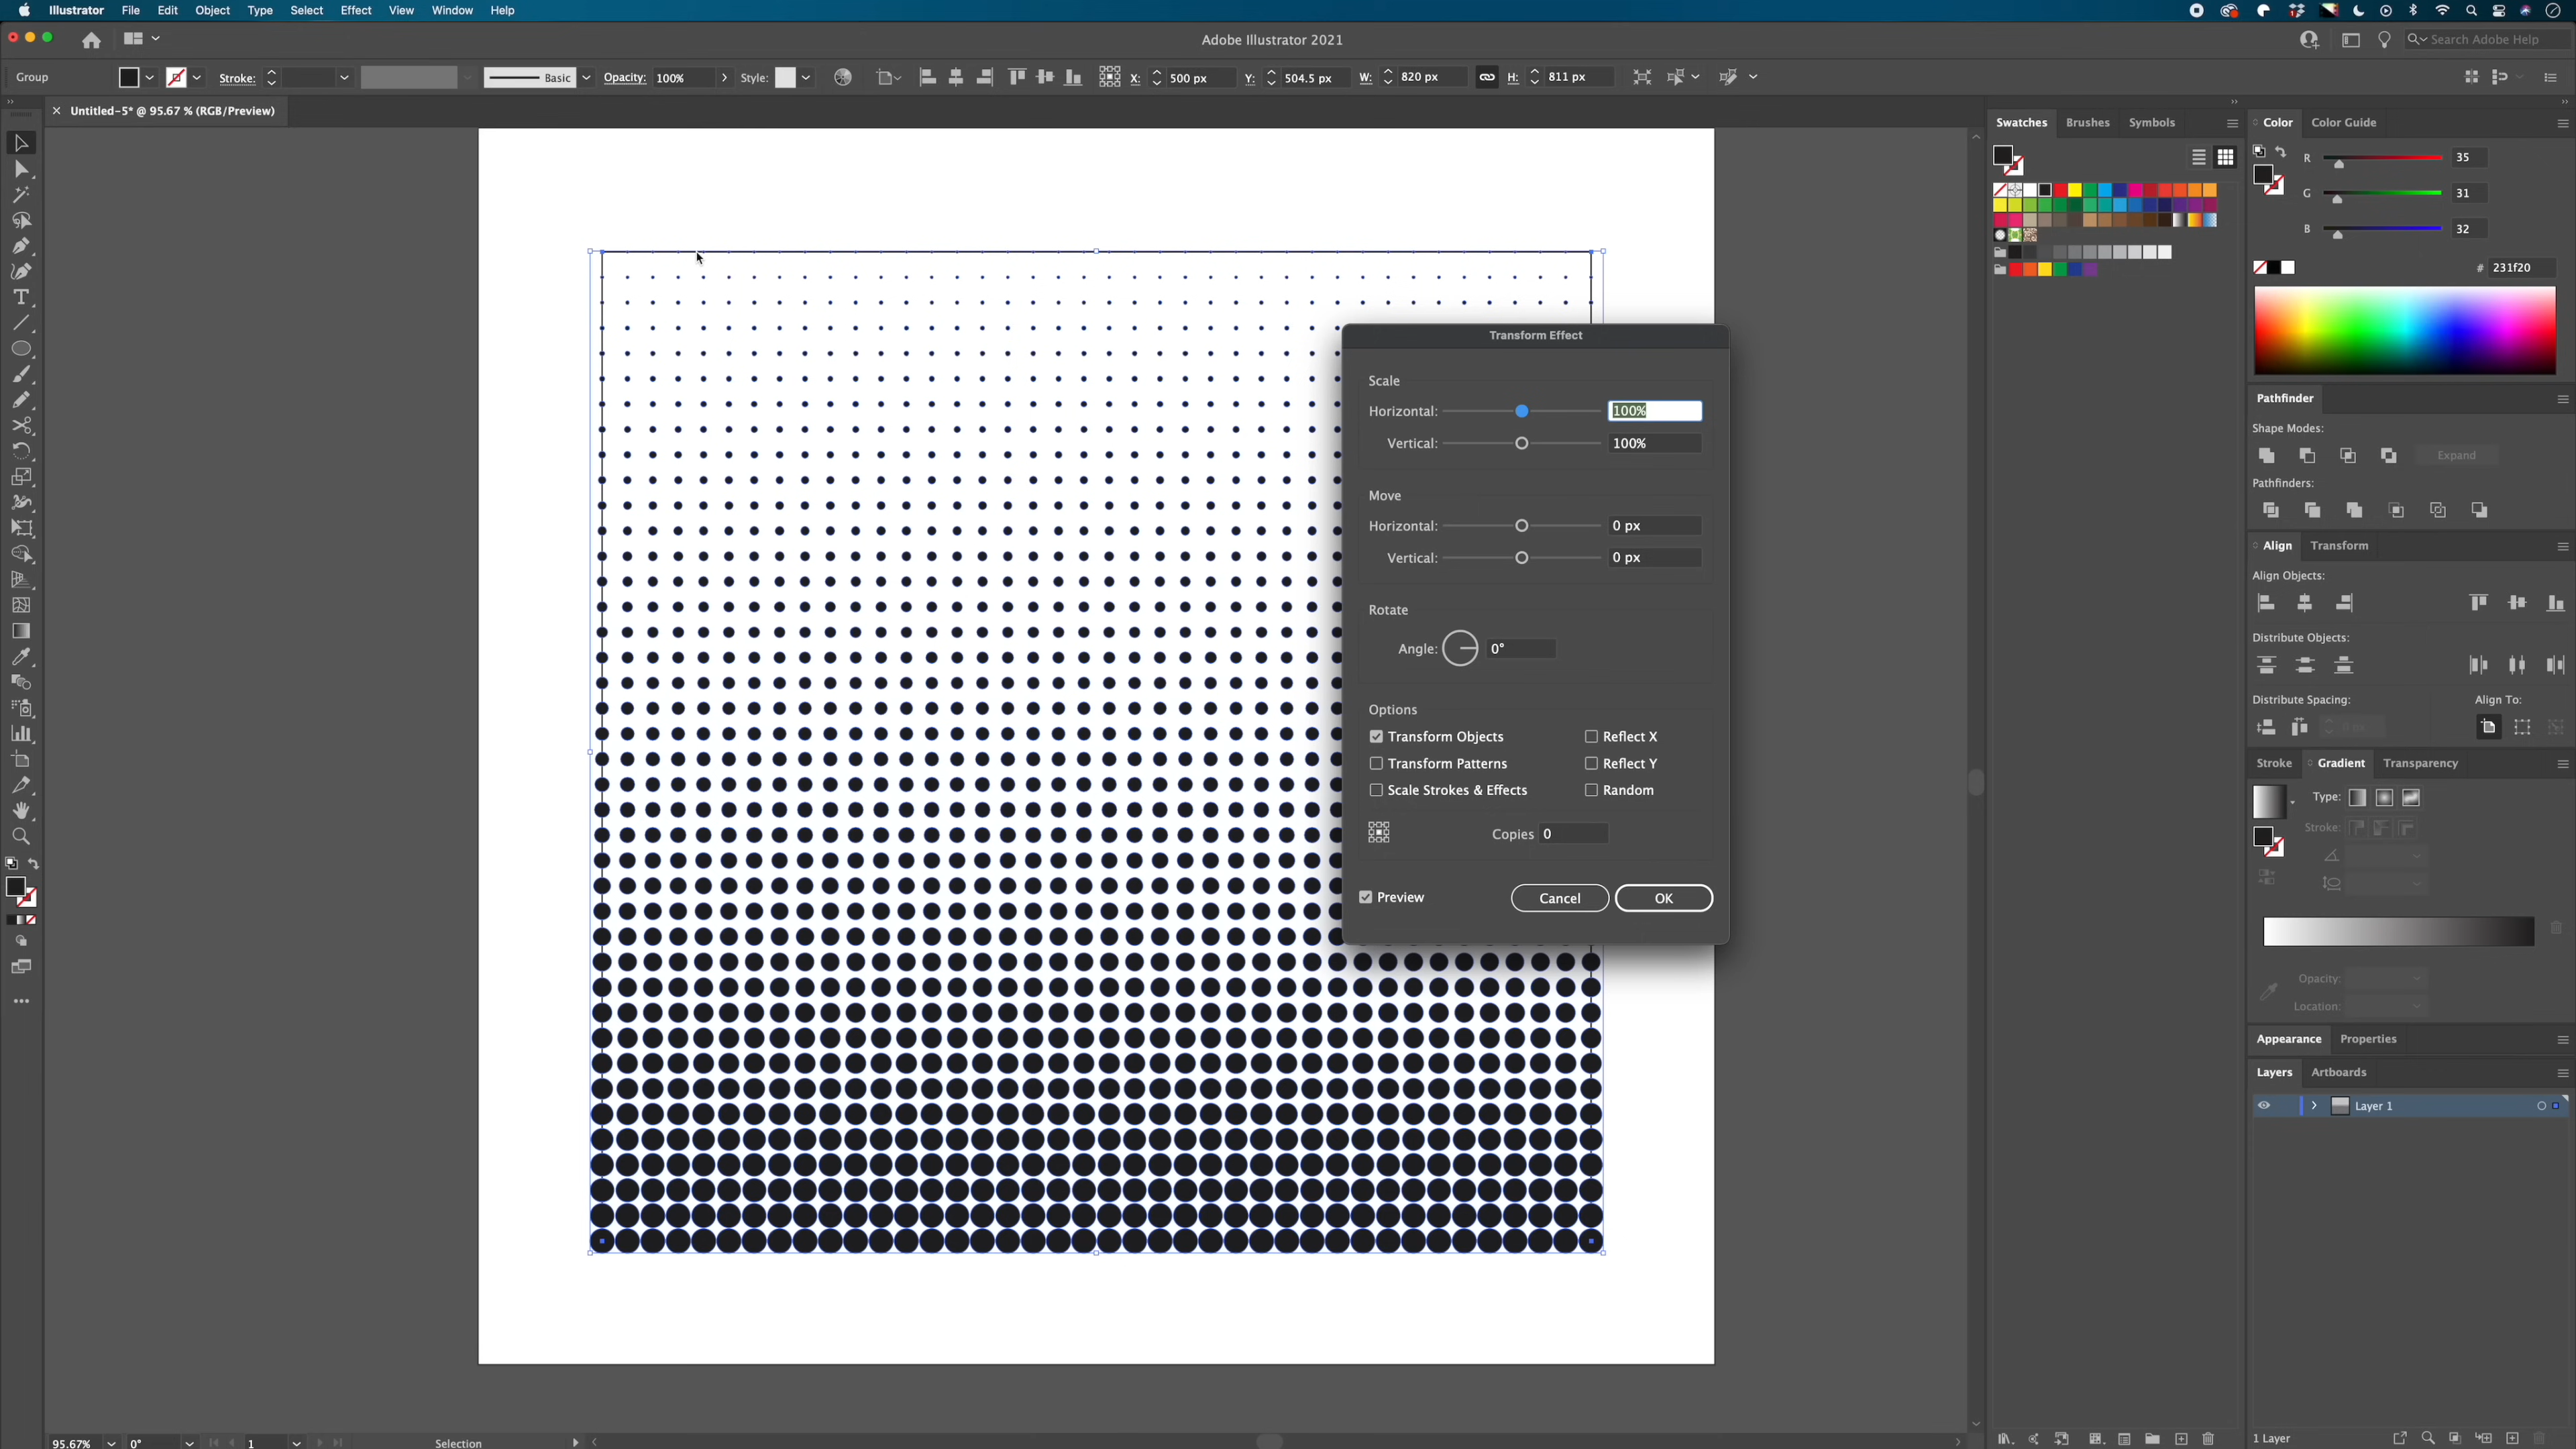 Illustrator File Edit Object Type Select Effect View Window Help
Adobe Illustrator 2021
Search Adobe Help
Group Stroke: Basic Opacity: 100% Style: X: 500 px Y: 504.5 px W: 820 px H: 811 px
Untitled-5* @ 95.67 % (RGB/Preview)
Swatches Brushes Symbols
Color Color Guide
R 35
G 31
B 32
# 231f20
Transform Effect
Scale
Horizontal: 100%
Vertical: 100%
Move
Horizontal: 0 px
Vertical: 0 px
Rotate
Angle: 0°
Options
Transform Objects Reflect X
Transform Patterns Reflect Y
Scale Strokes & Effects Random
Copies 0
Preview Cancel OK
Pathfinder
Shape Modes:
Expand
Pathfinders:
Align Transform
Align Objects:
Distribute Objects:
Distribute Spacing: Align To:
0 px
Stroke Gradient Transparency
Type:
Stroke:
Opacity:
Location:
Appearance Properties
Layers Artboards
Layer 1
95.67% 0° 1 Selection
1 Layer